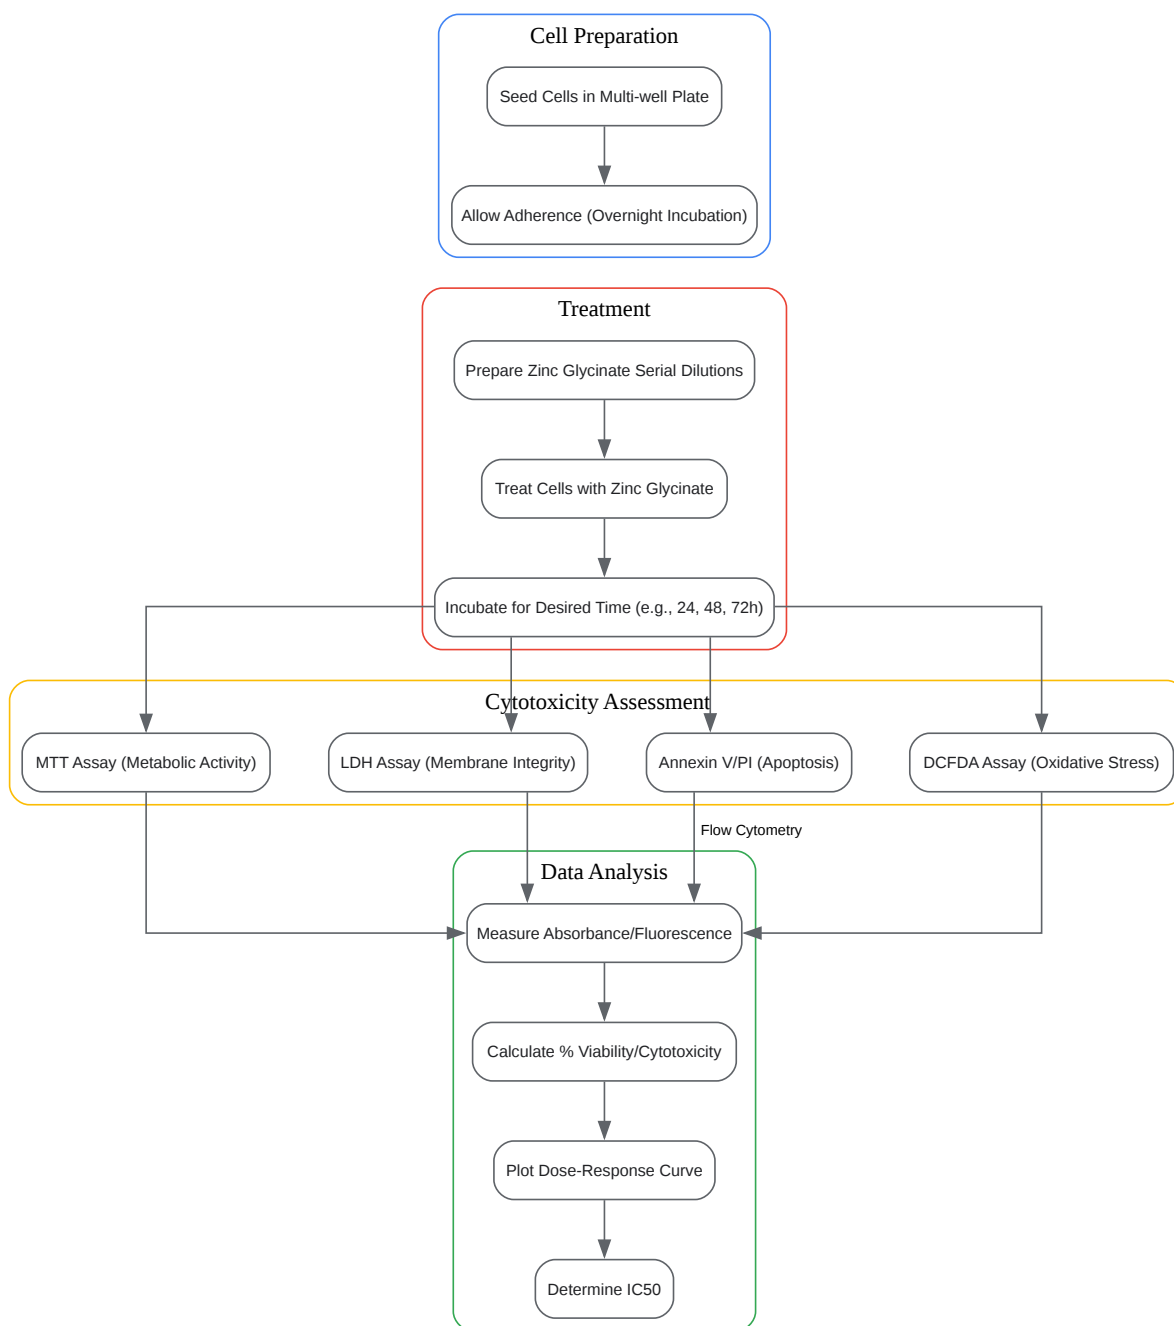 Cell Preparation
Seed Cells in Multi-well Plate
Allow Adherence (Overnight Incubation)
Treatment
Prepare Zinc Glycinate Serial Dilutions
Treat Cells with Zinc Glycinate
Incubate for Desired Time (e.g., 24, 48, 72h)
Cytotoxicity Assessment
MTT Assay (Metabolic Activity)
LDH Assay (Membrane Integrity)
Annexin V/PI (Apoptosis)
DCFDA Assay (Oxidative Stress)
Flow Cytometry
Data Analysis
Measure Absorbance/Fluorescence
Calculate % Viability/Cytotoxicity
Plot Dose-Response Curve
Determine IC50